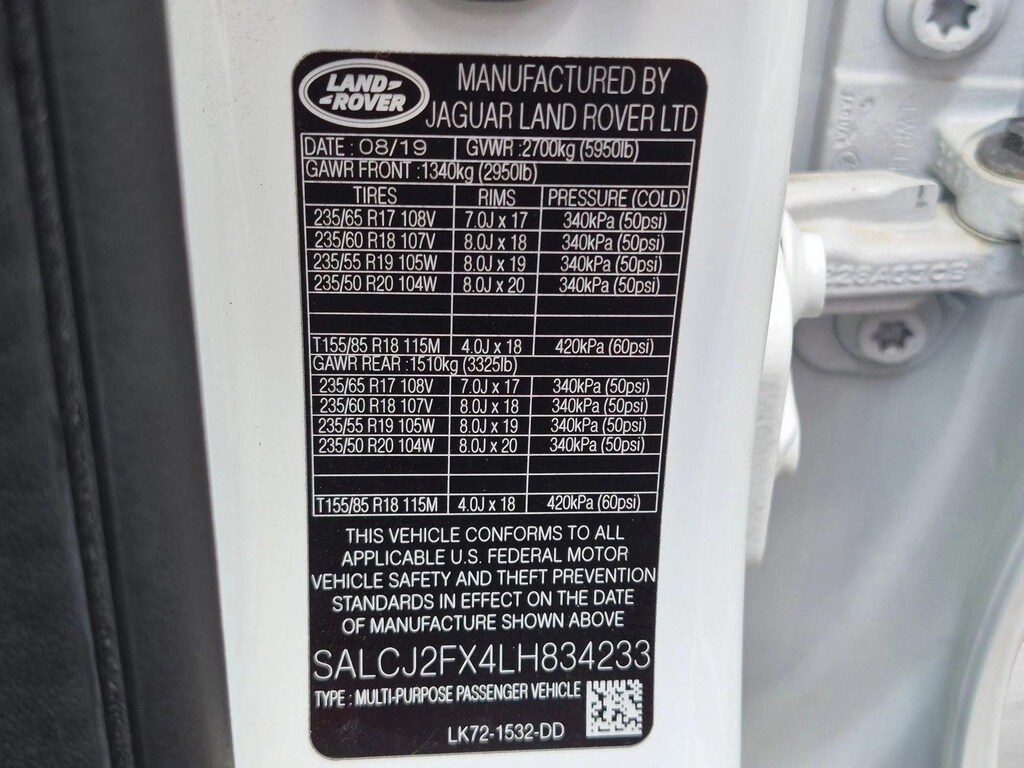 LAND-
-ROVER
MANUFACTURED BY
JAGUAR LAND ROVER LTD
DATE : 08/19 GVWR :2700kg (5950lb)
GAWR FRONT :1340kg (2950lb)
TIRES RIMS PRESSURE (COLD)
235/65 R17 108V 7.0J x 17 340kPa (50psi)
235/60 R18 107V 8.0J x 18 340kPa (50psi)
235/55 R19 105W 8.0J x 19 340kPa (50psi)
235/50 R20 104W 8.0J x 20 340kPa (50psi)
T155/85 R18 115M 4.0J x 18 420kPa (60psi)
GAWR REAR :1510kg (3325lb)
235/65 R17 108V 7.0J x 17 340kPa (50psi)
235/60 R18 107V 8.0J x 18 340kPa (50psi)
235/55 R19 105W 8.0J x 19 340kPa (50psi)
235/50 R20 104W 8.0J x 20 340kPa (50psi)
T155/85 R18 115M 4.0J x 18 420kPa (60psi)
THIS VEHICLE CONFORMS TO ALL
APPLICABLE U.S. FEDERAL MOTOR
VEHICLE SAFETY AND THEFT PREVENTION
STANDARDS IN EFFECT ON THE DATE
OF MANUFACTURE SHOWN ABOVE
SALCJ2FX4LH834233
TYPE : MULTI-PURPOSE PASSENGER VEHICLE
LK72-1532-DD